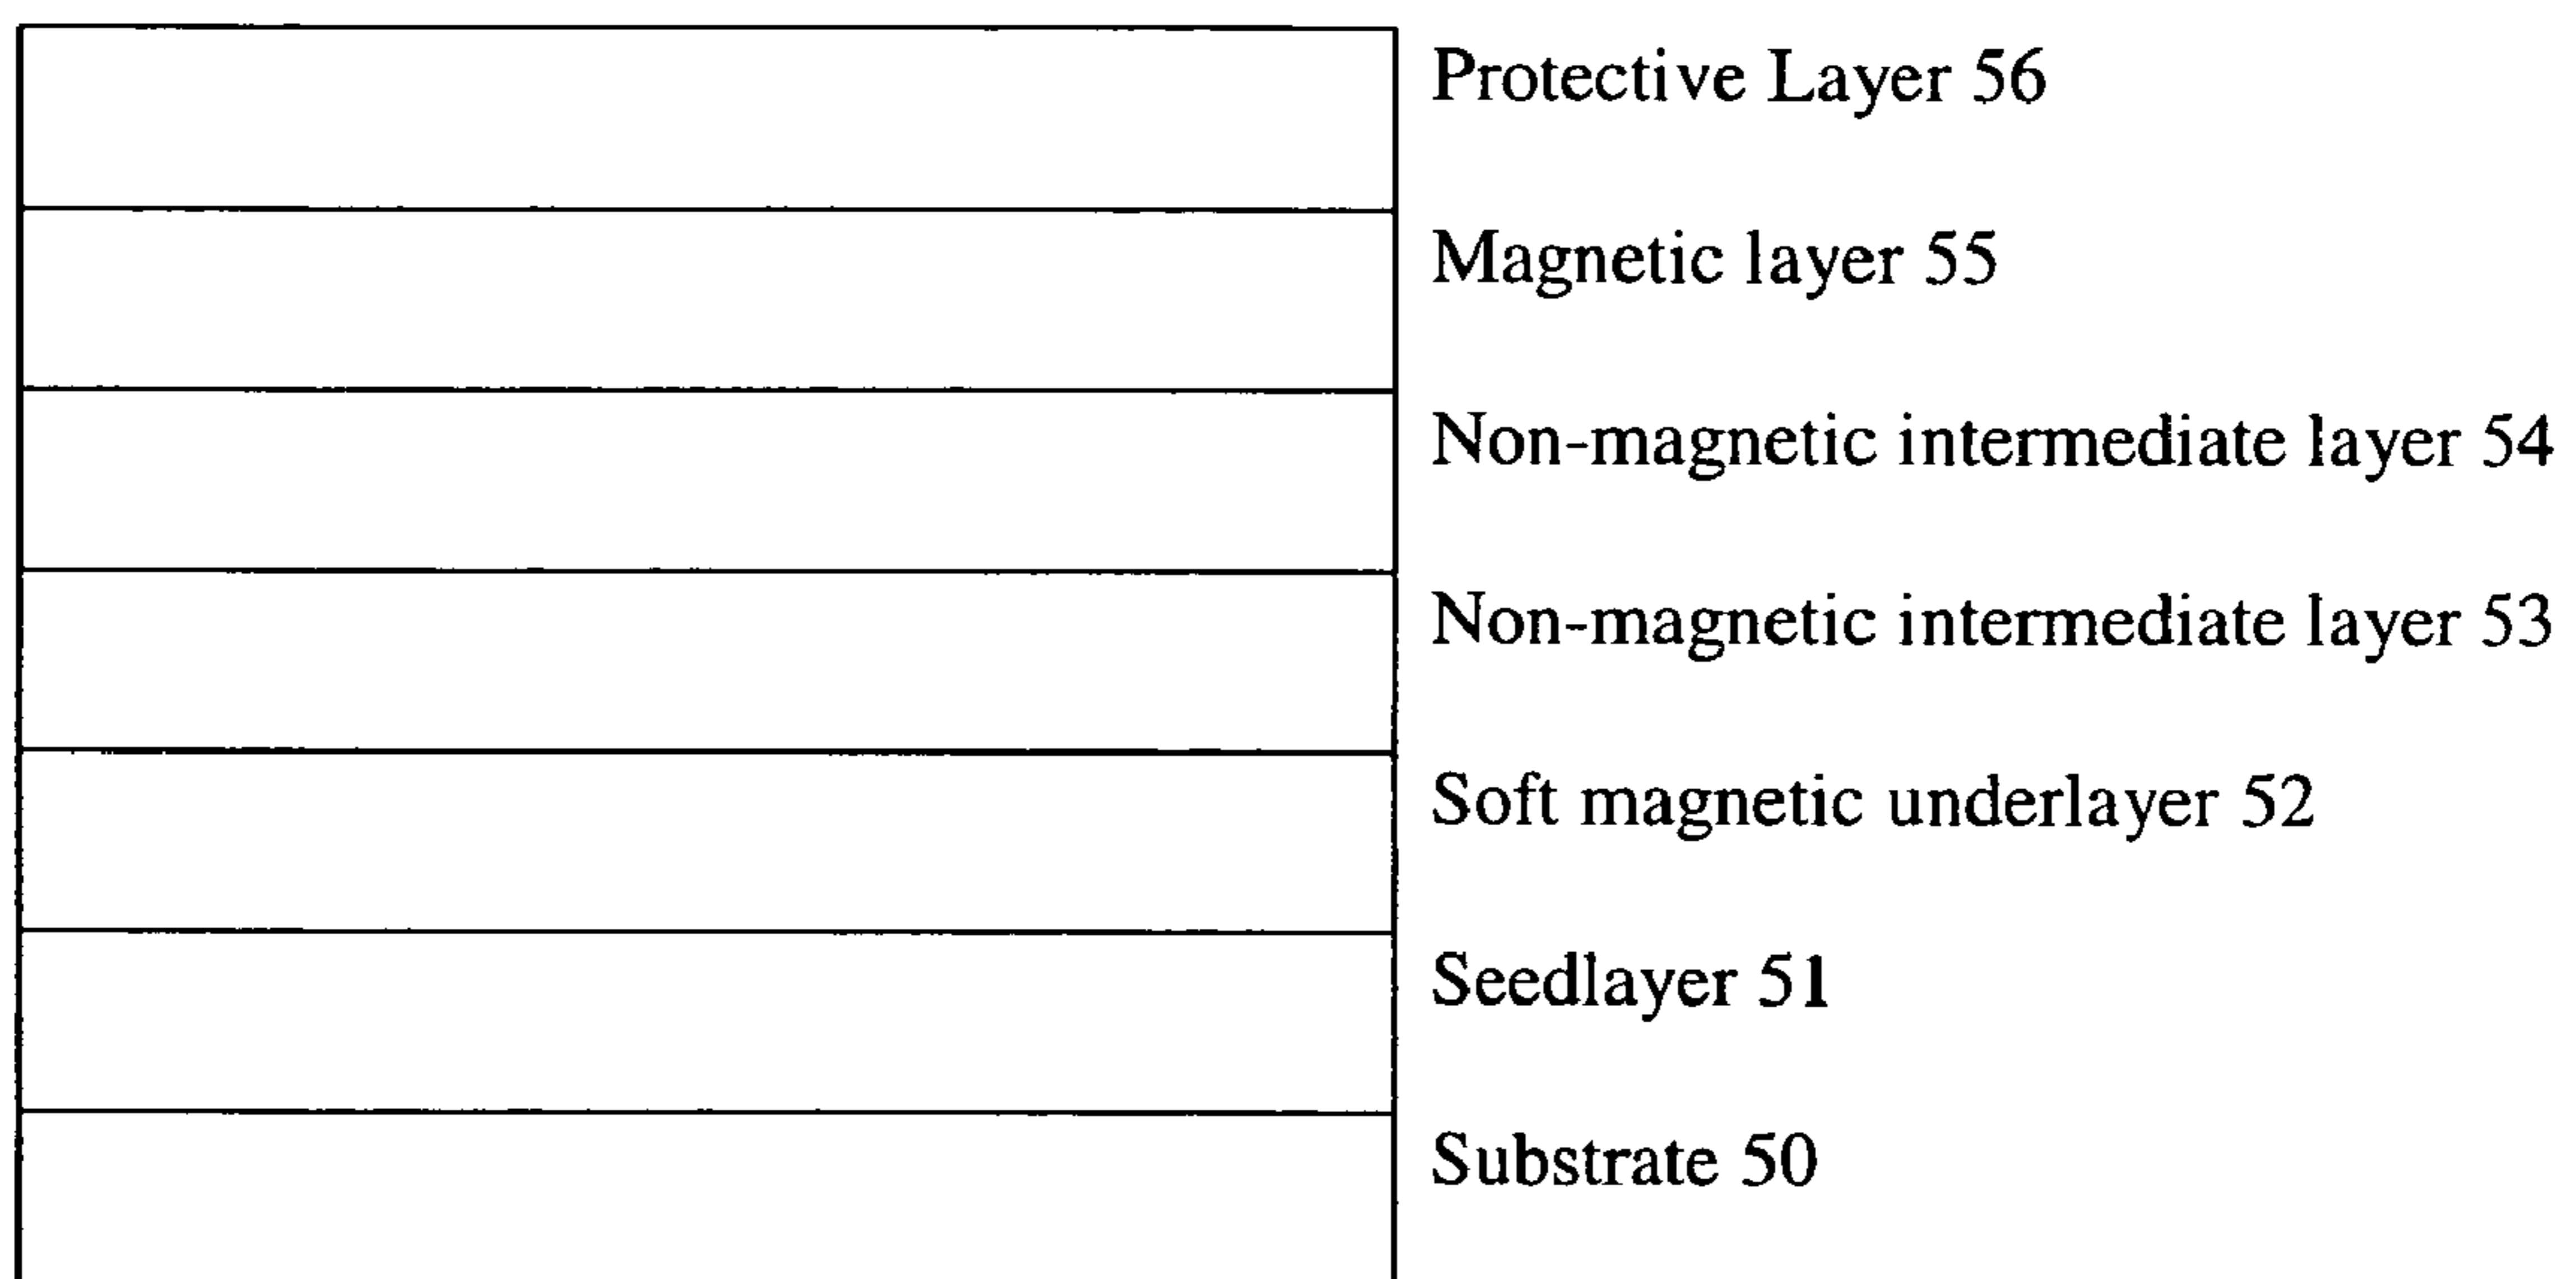 Protective Layer 56
Magnetic layer 55
Non-magnetic intermediate layer 54
Non-magnetic intermediate layer 53
Soft magnetic underlayer 52
Seedlayer 51
Substrate 50